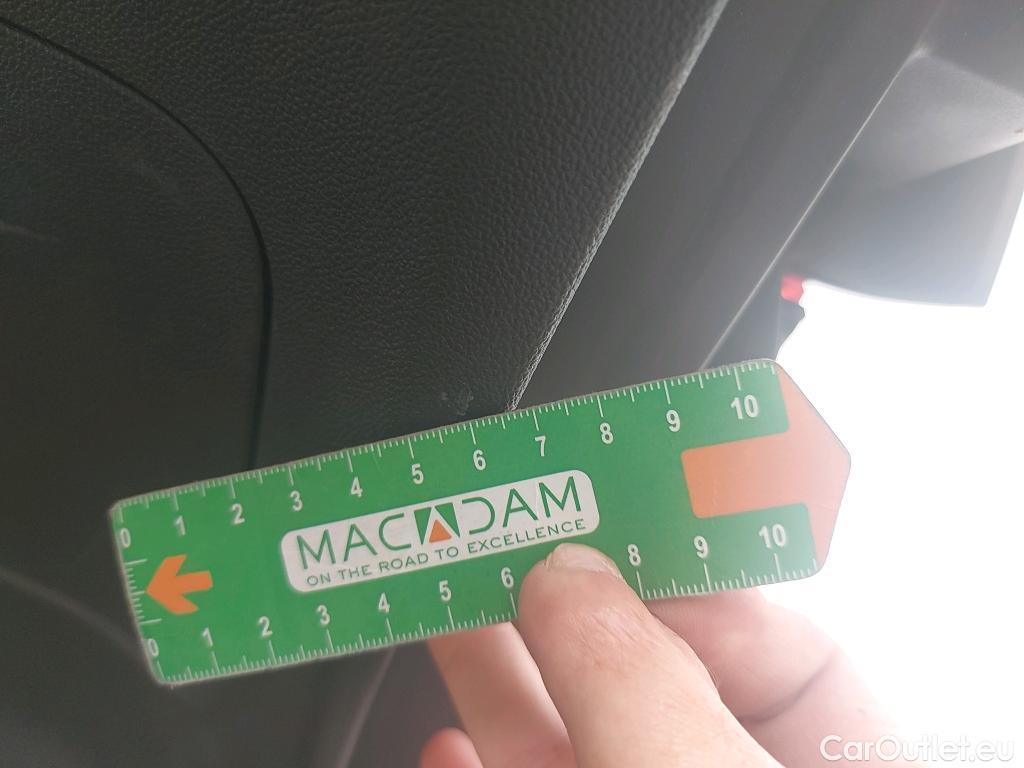 0 1 2 3 4 5 6 7 8 9 10
MACADAM
ON THE ROAD TO EXCELLENCE
0 1 2 3 4 5 6 8 9 10
CarOutlet.eu